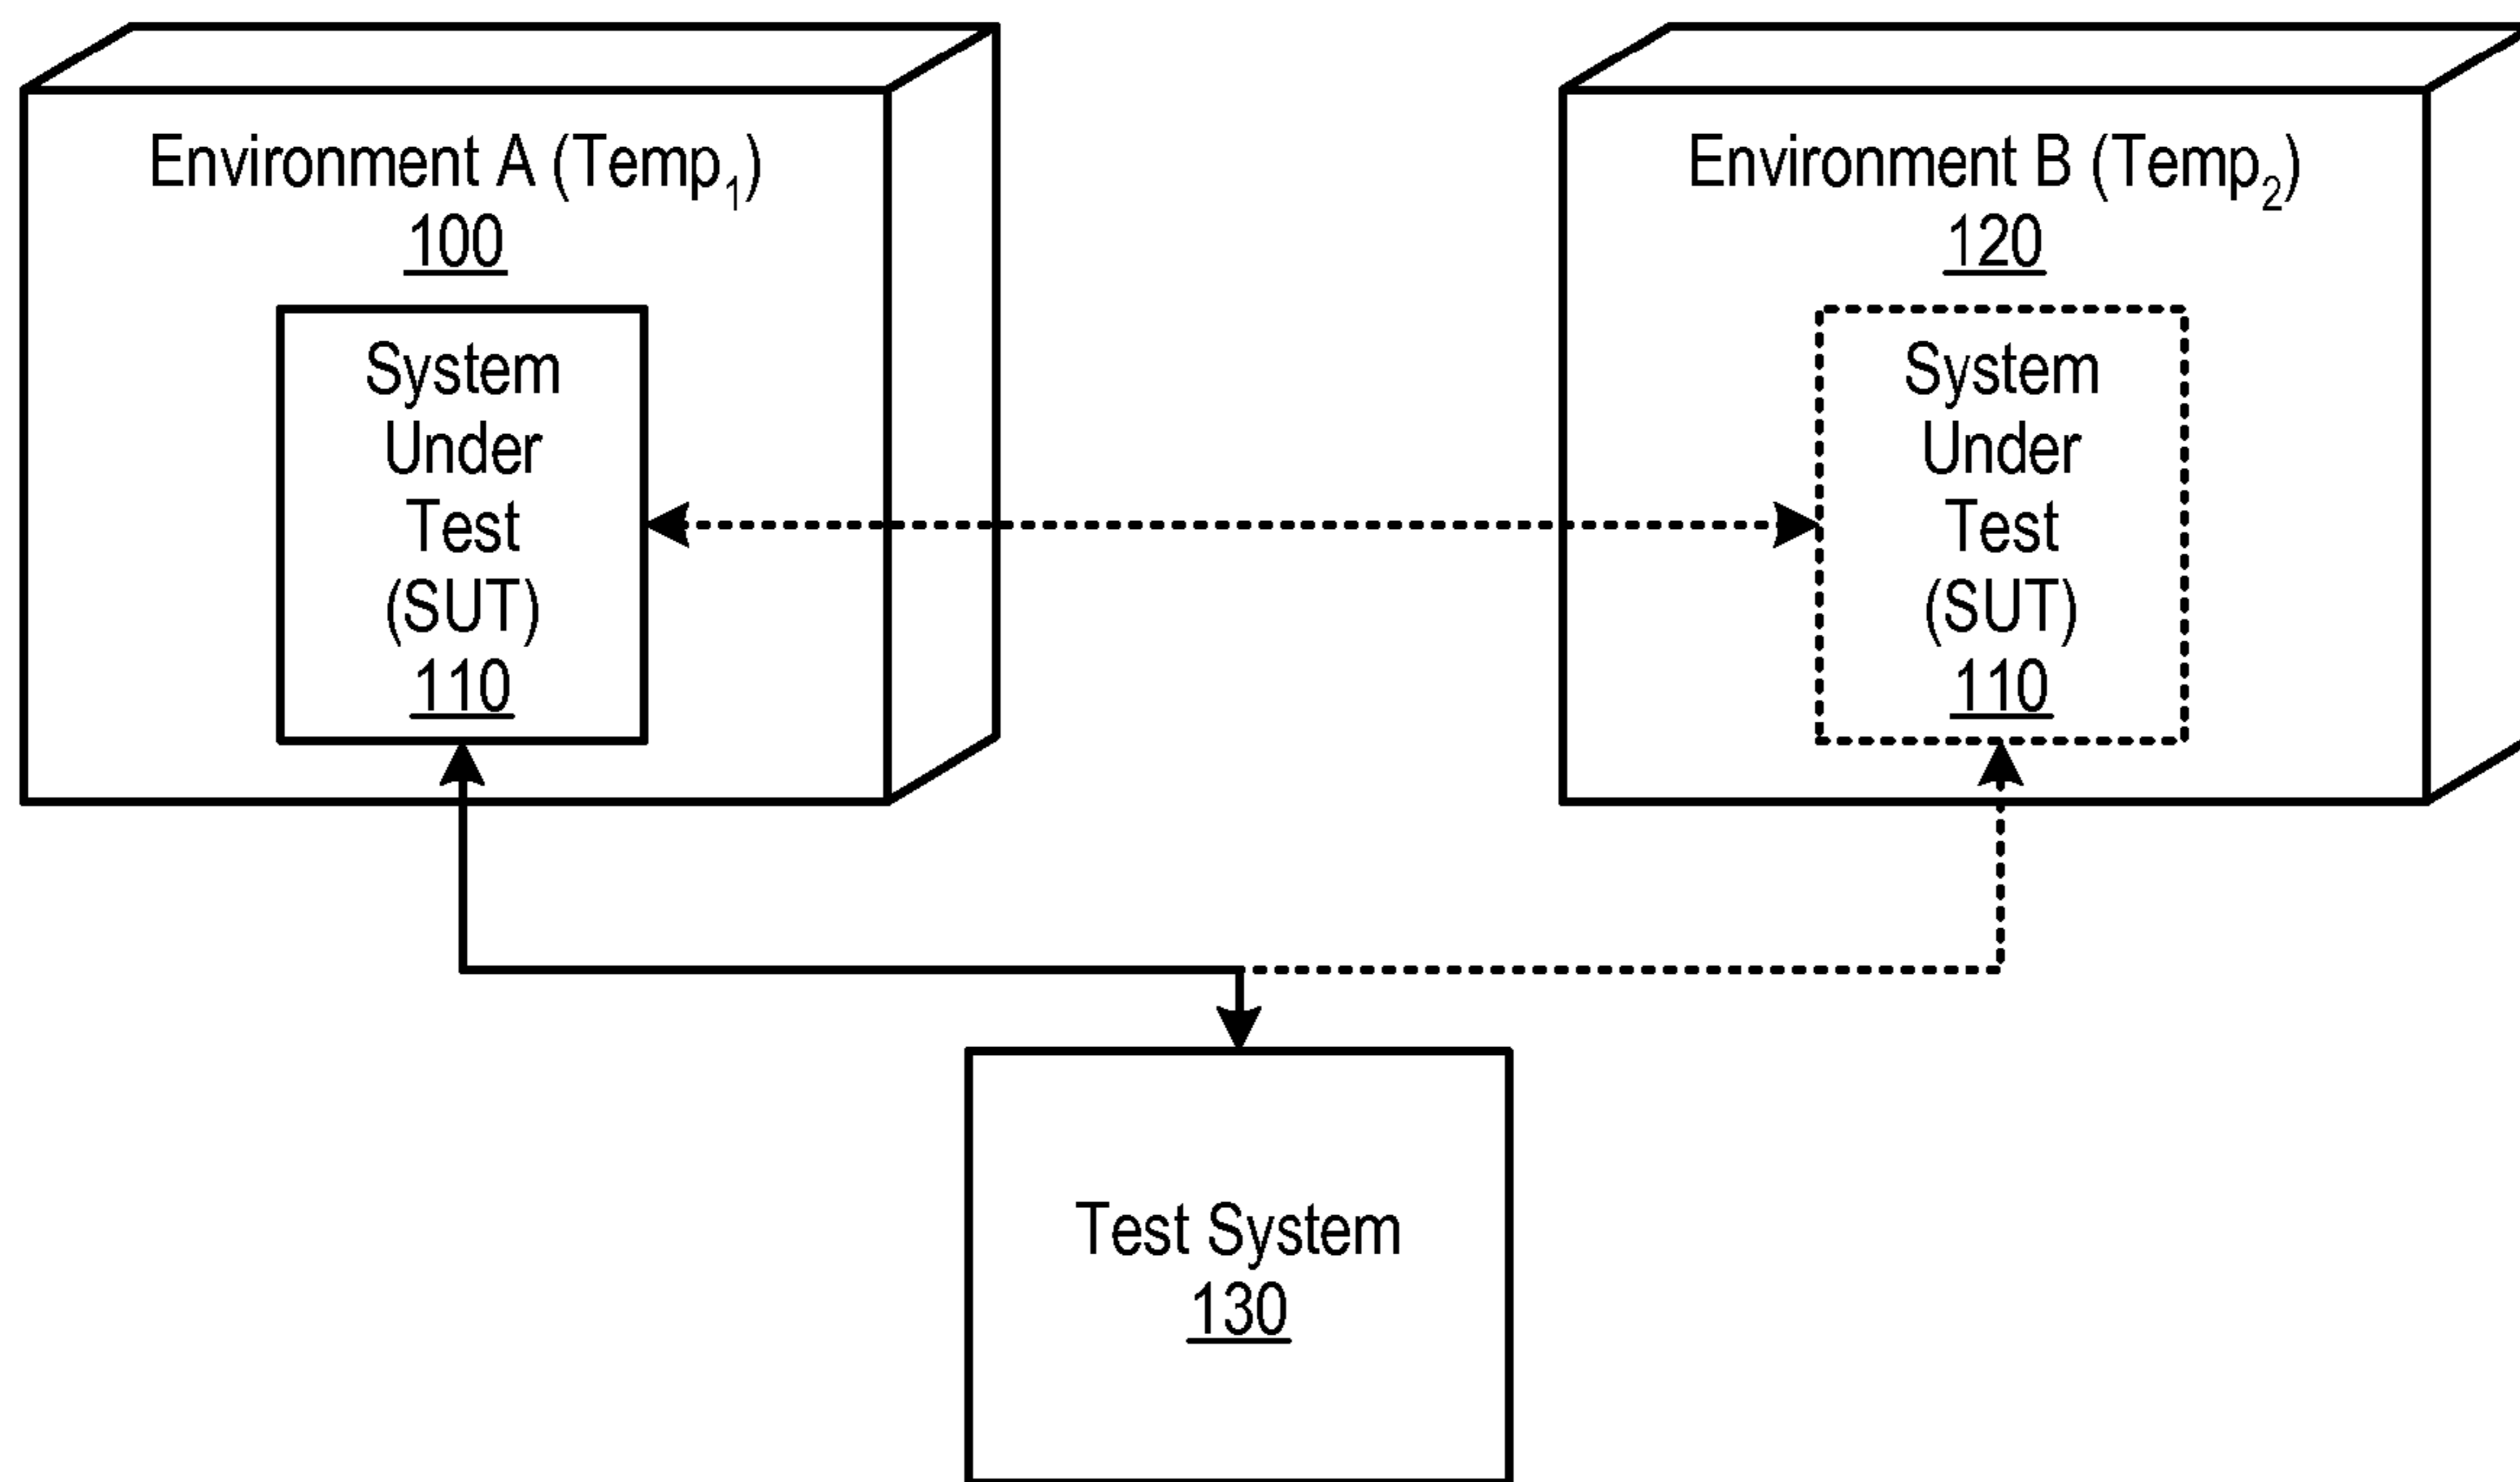 Environment A (Temp₁)
100
System
Under
Test
(SUT)
110
Environment B (Temp₂)
120
System
Under
Test
(SUT)
110
Test System
130